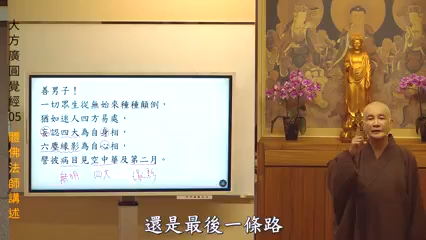 大方廣圓覺經05
體佛法師講述
善男子!
一切眾生從無始來種種顛倒,
猶如迷人四方易處,
妄認四大為自身相,
六塵緣影為自心相,
譬彼病目見空中華及第二月。
無明 四大 緣影
還是最後一條路